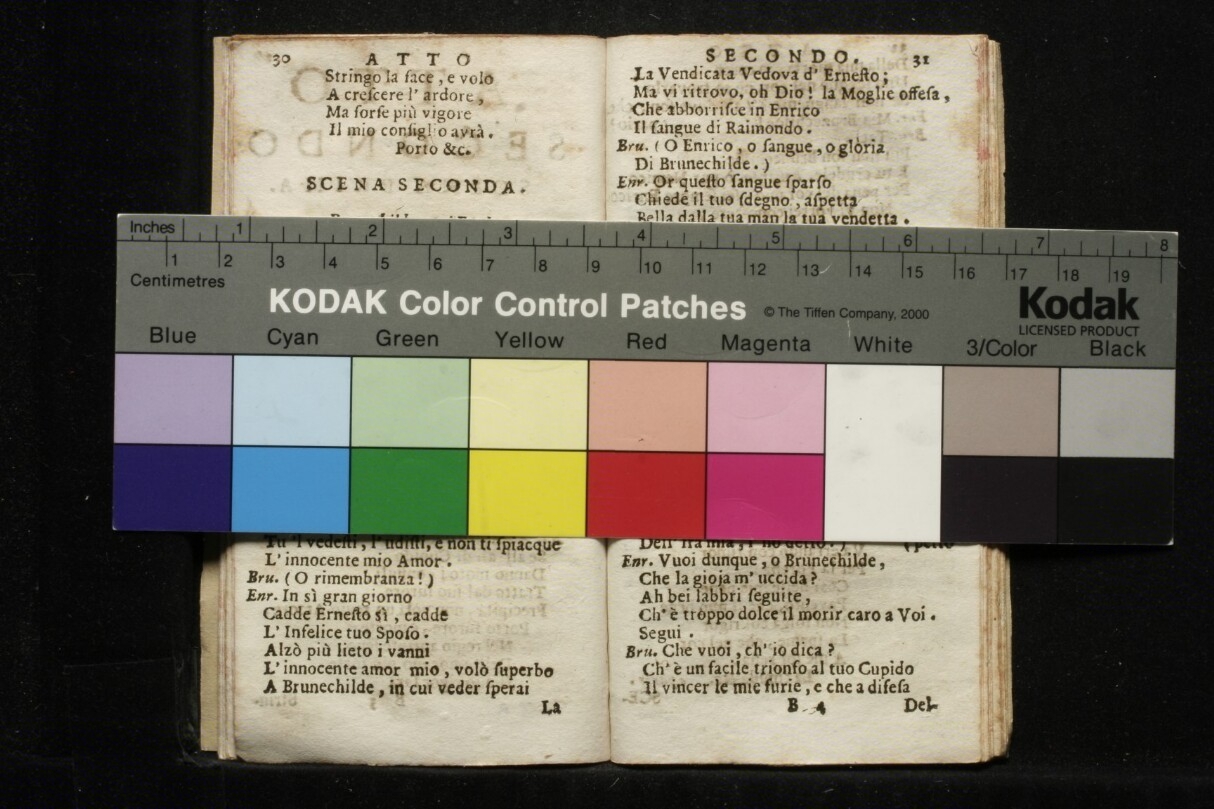 30 ATTO
Stringo la face, e volo
A creſcere l' ardore,
Ma forſe più vigore
Il mio conſiglio avrà.
Porto &c.
SCENA SECONDA.
SECONDO. 31
La Vendicata Vedova d' Erneſto;
Ma vi ritrovo, oh Dio! la Moglie offeſa,
Che abborriſce in Enrico
Il ſangue di Raimondo.
Bru. (O Enrico, o ſangue, o gloria
Di Brunechilde.)
Enr. Or queſto ſangue ſparſo
Chiede il tuo ſdegno, aſpetta
Bella dalla tua man la tua vendetta.
Inches 1 2 3 4 5 6 7 8
1 2 3 4 5 6 7 8 9 10 11 12 13 14 15 16 17 18 19
Centimetres
KODAK Color Control Patches © The Tiffen Company, 2000
Kodak
LICENSED PRODUCT
Blue Cyan Green Yellow Red Magenta White 3/Color Black
Tu 'l vedeſti, l' udiſti, e non ti ſpiacque
L' innocente mio Amor.
Bru. (O rimembranza!)
Enr. In sì gran giorno
Cadde Erneſto sì, cadde
L' Infelice tuo Spoſo.
Alzò più lieto i vanni
L' innocente amor mio, volò ſuperbo
A Brunechilde, in cui veder ſperai
La
Enr. Vuoi dunque, o Brunechilde,
Che la gioja m' uccida?
Ah bei labbri ſeguite,
Ch' è troppo dolce il morir caro a Voi.
Segui.
Bru. Che vuoi, ch' io dica?
Ch' è un facile trionfo al tuo Cupido
Il vincer le mie furie, e che a difeſa
B 4 Del-